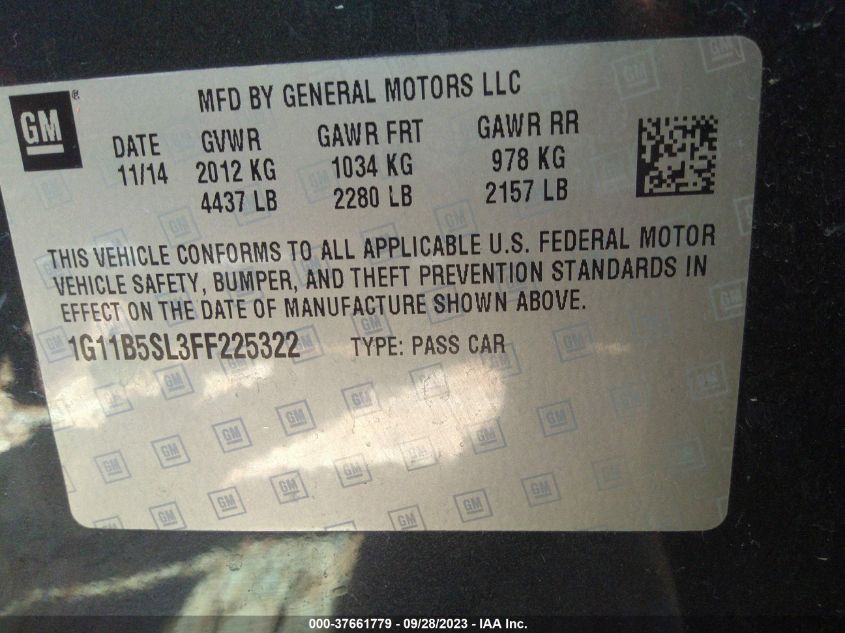 MFD BY GENERAL MOTORS LLC
GM ®
DATE GVWR GAWR FRT GAWR RR
11/14 2012 KG 1034 KG 978 KG
4437 LB 2280 LB 2157 LB
THIS VEHICLE CONFORMS TO ALL APPLICABLE U.S. FEDERAL MOTOR
VEHICLE SAFETY, BUMPER, AND THEFT PREVENTION STANDARDS IN
EFFECT ON THE DATE OF MANUFACTURE SHOWN ABOVE.
1G11B5SL3FF225322 TYPE: PASS CAR
000-37661779 / 09/28/2023 - IAA Inc.